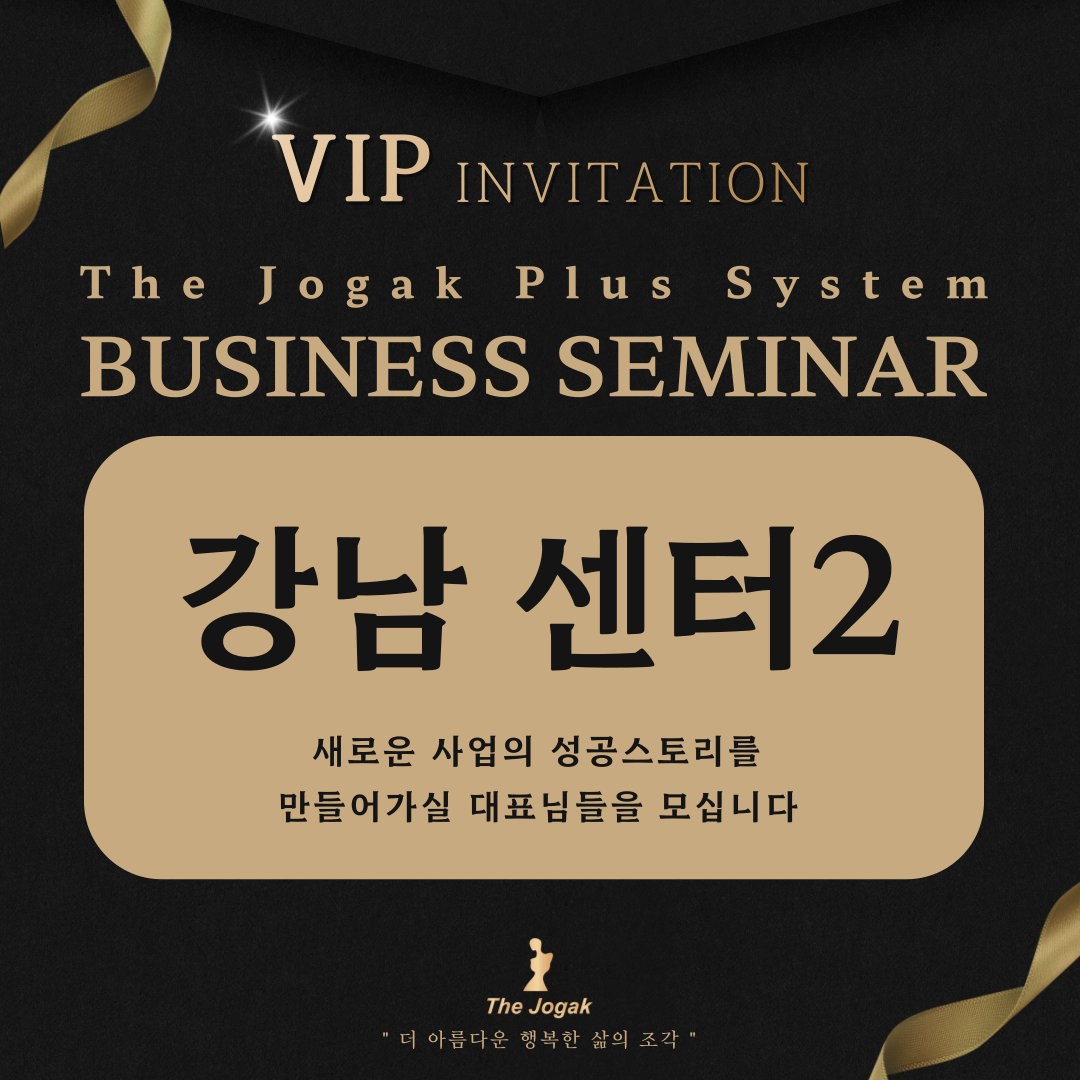 VIP INVITATION
The Jogak Plus System
BUSINESS SEMINAR
강남 센터2
새로운 사업의 성공스토리를
만들어가실 대표님들을 모십니다
The Jogak
" 더 아름다운 행복한 삶의 조각 "